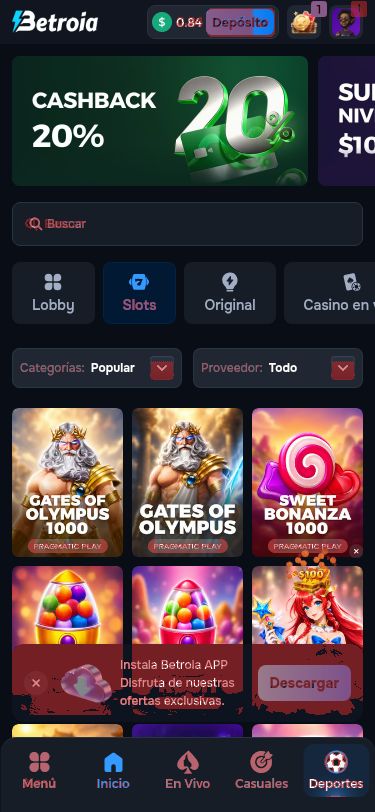 Betroia
$ 0.84 Depósito
1
1
CASHBACK
20%
20%
SU
NIV
$10
Buscar
Lobby
Slots
Original
Casino en v
Categorías: Popular
Proveedor: Todo
GATES OF
OLYMPUS
1000
PRAGMATIC PLAY
GATES OF
OLYMPUS
PRAGMATIC PLAY
SWEET
BONANZA
1000
PRAGMATIC PLAY
$100
Instala Betroia APP
Disfruta de nuestras
ofertas exclusivas.
Descargar
Menú
Inicio
En Vivo
Casuales
Deportes